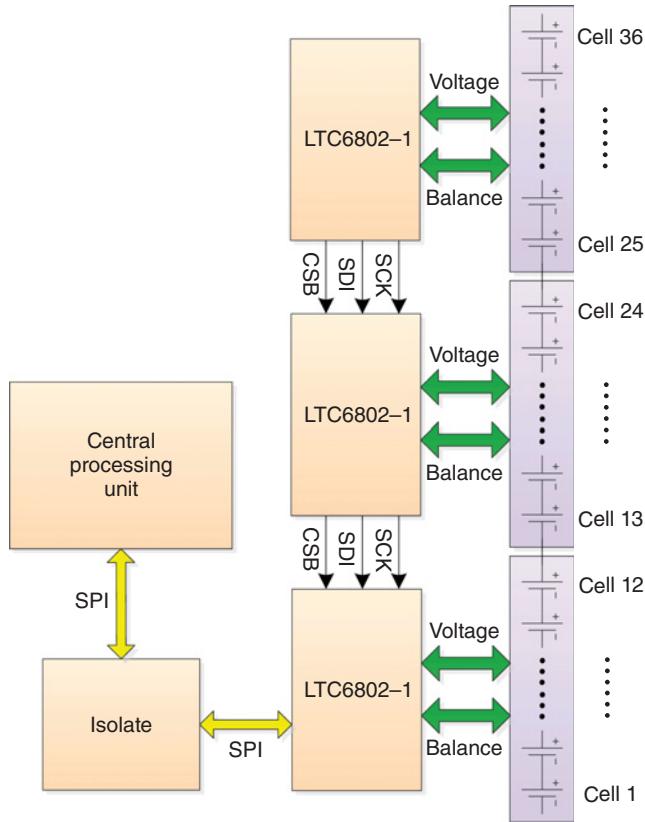 Cell 36
Voltage
LTC6802–1
Balance
Cell 25
CSB
SDI
SCK
Cell 24
Voltage
LTC6802–1
Balance
Cell 13
Central
processing
unit
CSB
SDI
SCK
Cell 12
SPI
Voltage
LTC6802–1
Isolate
SPI
Balance
Cell 1